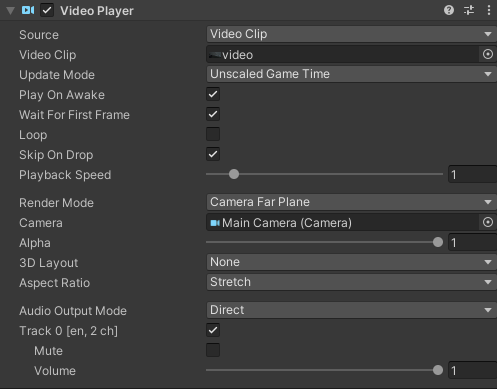 Video Player
Source Video Clip
Video Clip video
Update Mode Unscaled Game Time
Play On Awake
Wait For First Frame
Loop
Skip On Drop
Playback Speed 1
Render Mode Camera Far Plane
Camera Main Camera (Camera)
Alpha 1
3D Layout None
Aspect Ratio Stretch
Audio Output Mode Direct
Track 0 [en, 2 ch]
Mute
Volume 1